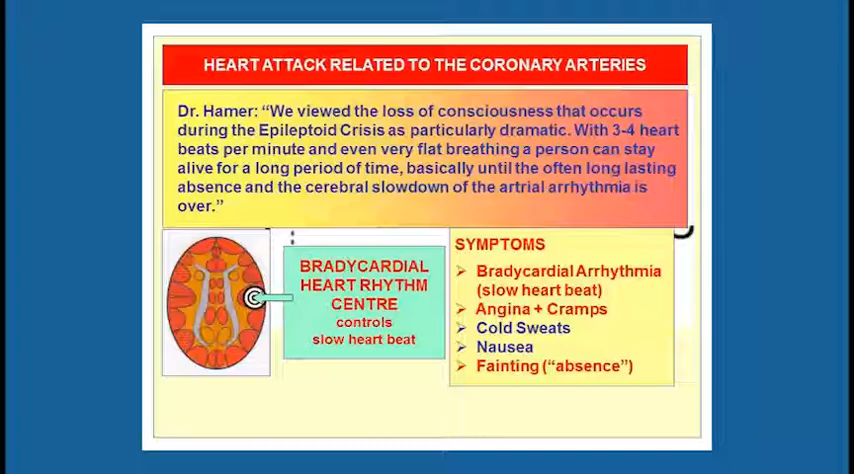 HEART ATTACK RELATED TO THE CORONARY ARTERIES
Dr. Hamer: “We viewed the loss of consciousness that occurs
during the Epileptoid Crisis as particularly dramatic. With 3-4 heart
beats per minute and even very flat breathing a person can stay
alive for a long period of time, basically until the often long lasting
absence and the cerebral slowdown of the artrial arrhythmia is
over.”
BRADYCARDIAL
HEART RHYTHM
CENTRE
controls
slow heart beat
SYMPTOMS
➢ Bradycardial Arrhythmia
(slow heart beat)
➢ Angina + Cramps
➢ Cold Sweats
➢ Nausea
➢ Fainting (“absence”)